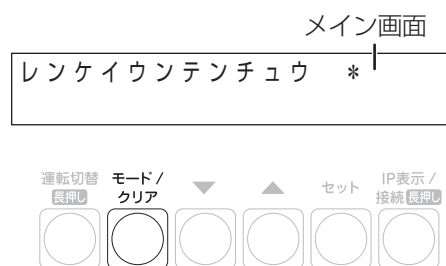 メイン画面
レンケイウンテンチュウ *
運転切替 長押し
モード/クリア
▼
▲
セット
IP表示/接続 長押し